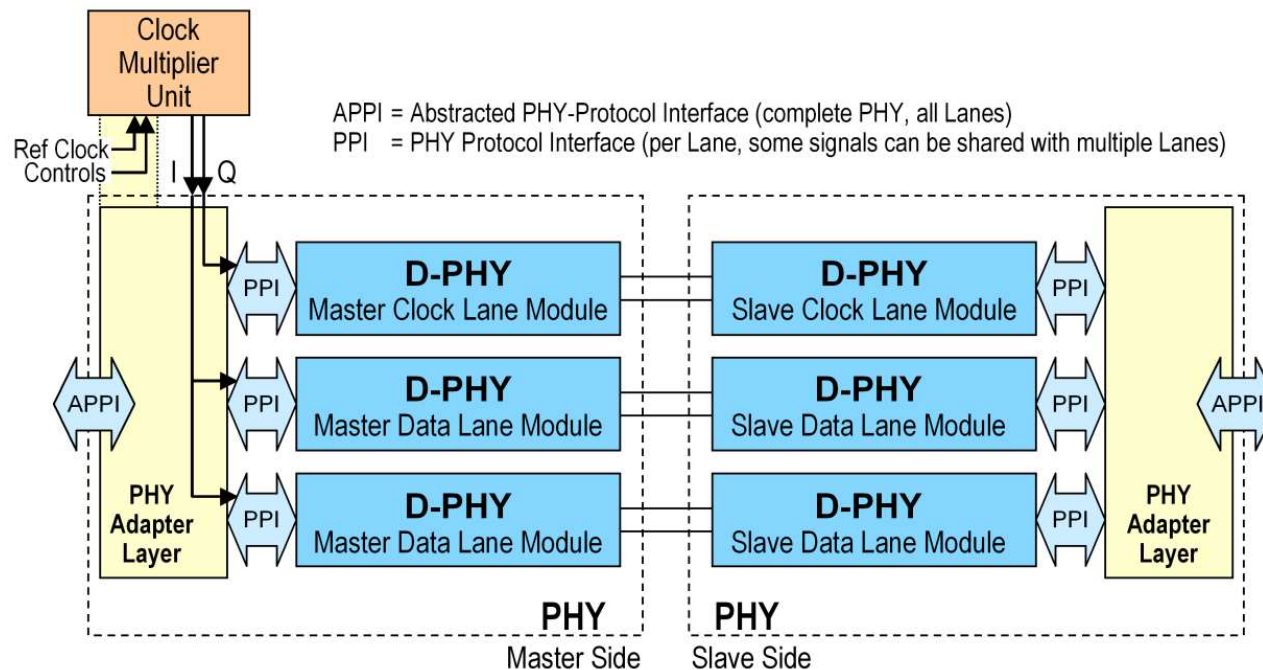 Clock
Multiplier
Unit
APPI = Abstracted PHY-Protocol Interface (complete PHY, all Lanes)
PPI = PHY Protocol Interface (per Lane, some signals can be shared with multiple Lanes)
Ref Clock
Controls
I
Q
PPI
D-PHY
Master Clock Lane Module
D-PHY
Slave Clock Lane Module
PPI
APPI
PPI
D-PHY
Master Data Lane Module
D-PHY
Slave Data Lane Module
PPI
APPI
PHY
Adapter
Layer
PPI
D-PHY
Master Data Lane Module
D-PHY
Slave Data Lane Module
PPI
PHY
Adapter
Layer
PHY
Master Side
PHY
Slave Side